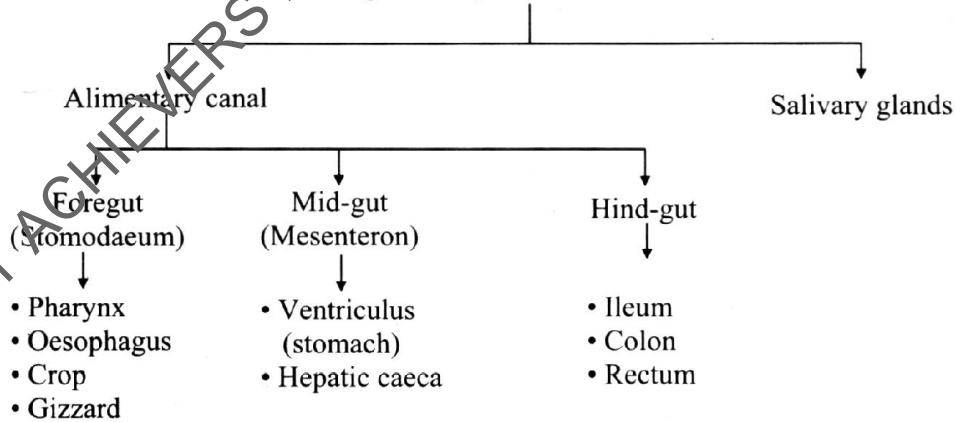 ACHIEVERS
Alimentary canal
Salivary glands
Foregut
(Stomodaeum)
Mid-gut
(Mesenteron)
Hind-gut
• Pharynx
• Oesophagus
• Crop
• Gizzard
• Ventriculus
(stomach)
• Hepatic caeca
• Ileum
• Colon
• Rectum